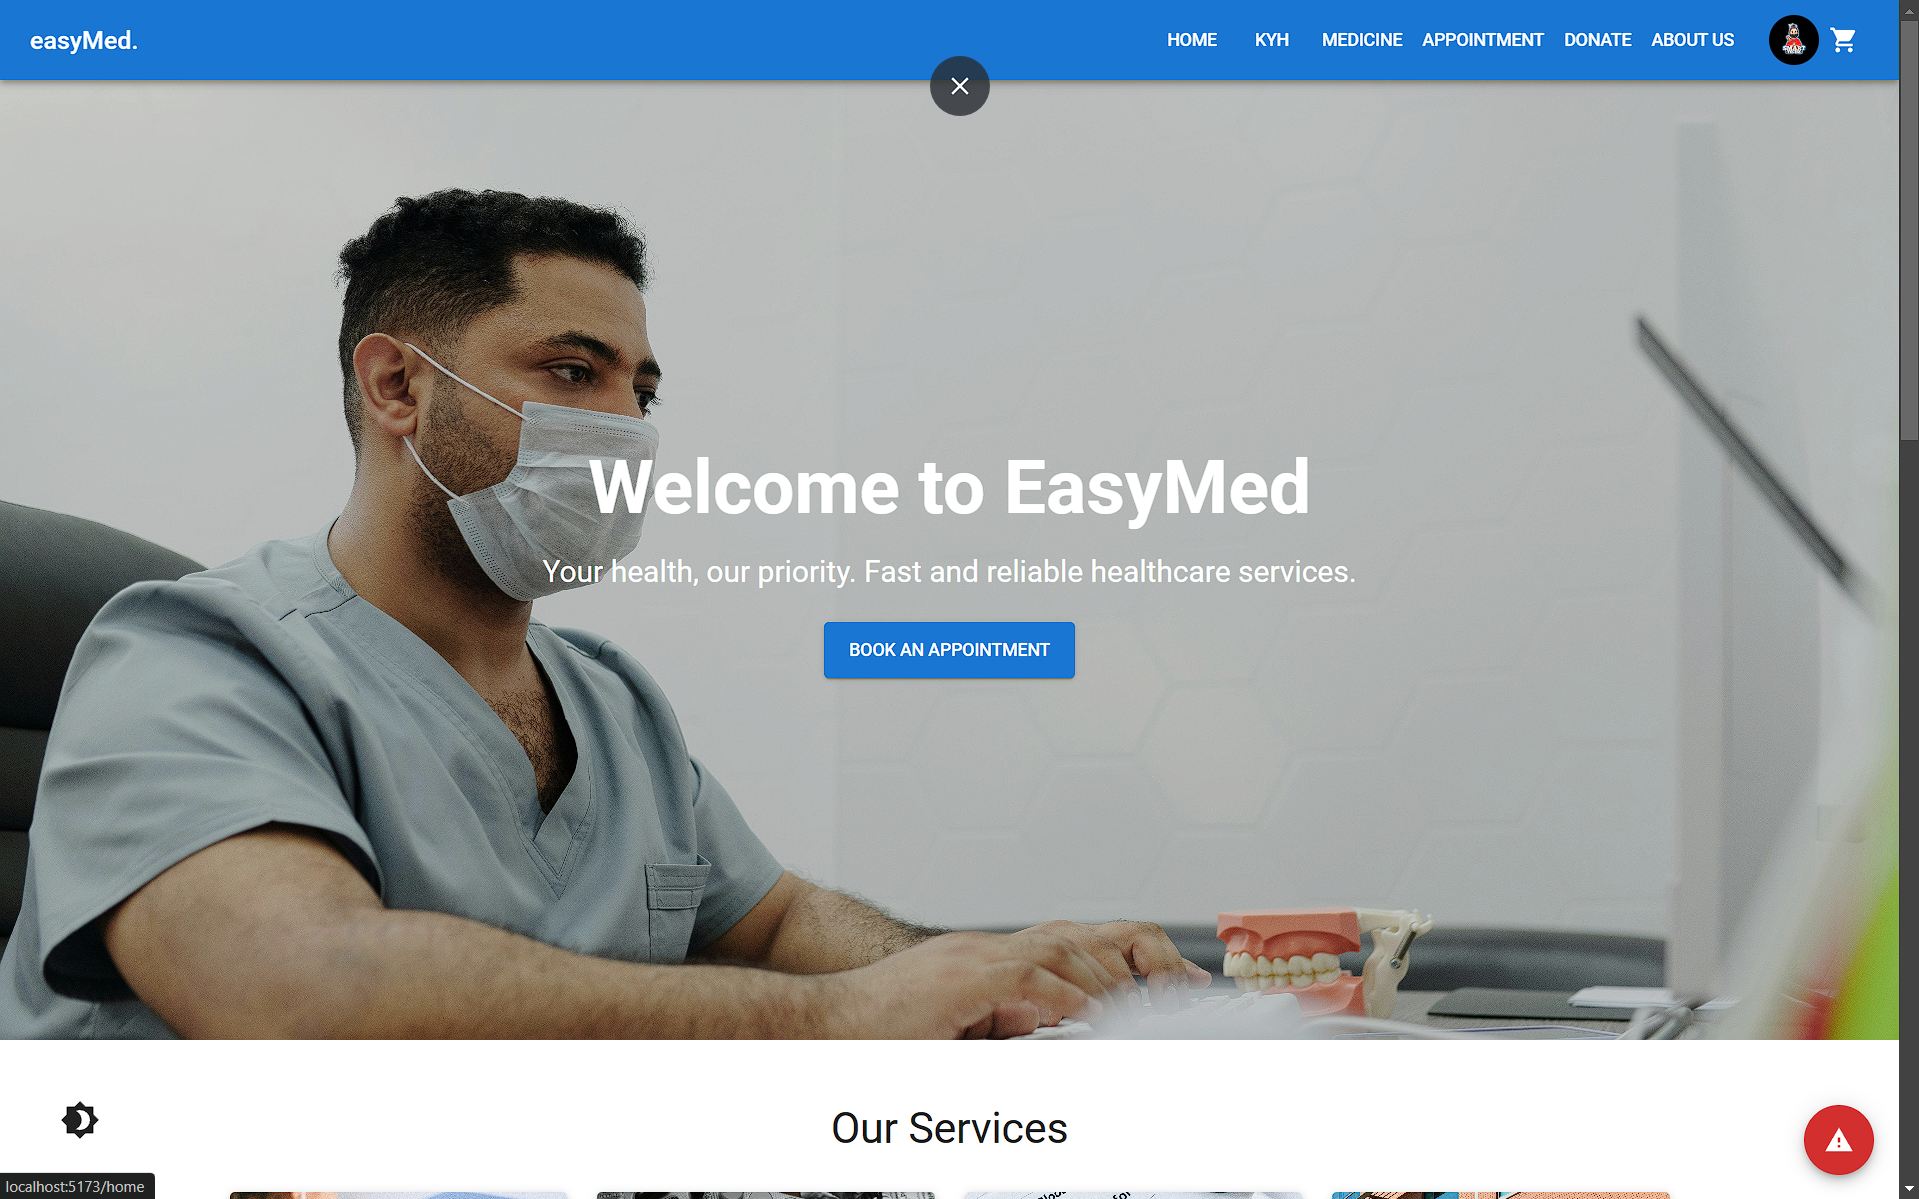 easyMed.
HOME KYH MEDICINE APPOINTMENT DONATE ABOUT US
SMART
Welcome to EasyMed
Your health, our priority. Fast and reliable healthcare services.
BOOK AN APPOINTMENT
Our Services
localhost:5173/home